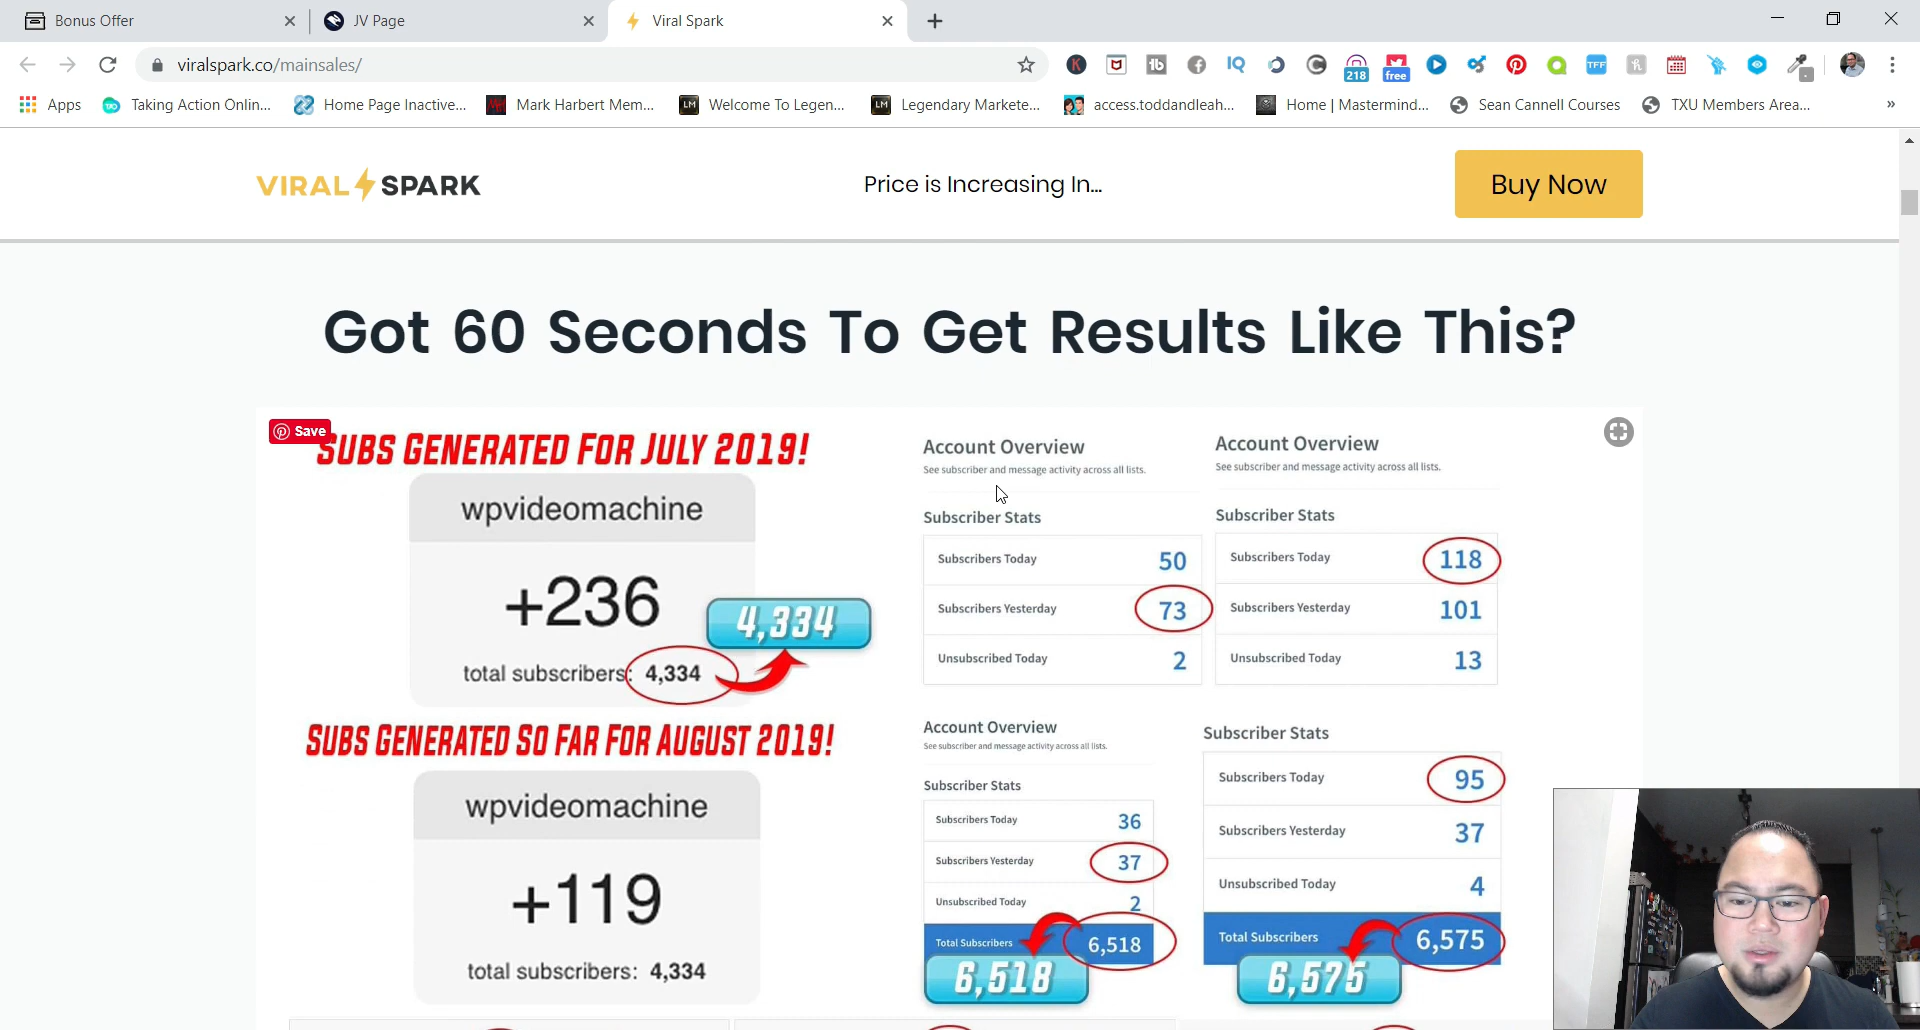 Bonus Offer
JV Page
Viral Spark
viralspark.co/mainsales/
218
free
TFF
Apps
Taking Action Onlin...
Home Page Inactive...
Mark Harbert Mem...
LM
Welcome To Legen...
LM
Legendary Markete...
access.toddandleah...
Home | Mastermind...
Sean Cannell Courses
TXU Members Area...
VIRAL SPARK
Price is Increasing In...
Buy Now
Got 60 Seconds To Get Results Like This?
Save
SUBS GENERATED FOR JULY 2019!
wpvideomachine
+236
4,334
total subscribers: 4,334
SUBS GENERATED SO FAR FOR AUGUST 2019!
wpvideomachine
+119
total subscribers: 4,334
Account Overview
See subscriber and message activity across all lists.
Subscriber Stats
Subscribers Today 50
Subscribers Yesterday 73
Unsubscribed Today 2
Account Overview
See subscriber and message activity across all lists.
Subscriber Stats
Subscribers Today 118
Subscribers Yesterday 101
Unsubscribed Today 13
Account Overview
See subscriber and message activity across all lists.
Subscriber Stats
Subscribers Today 36
Subscribers Yesterday 37
Unsubscribed Today 2
Total Subscribers 6,518
6,518
Subscriber Stats
Subscribers Today 95
Subscribers Yesterday 37
Unsubscribed Today 4
Total Subscribers 6,575
6,575